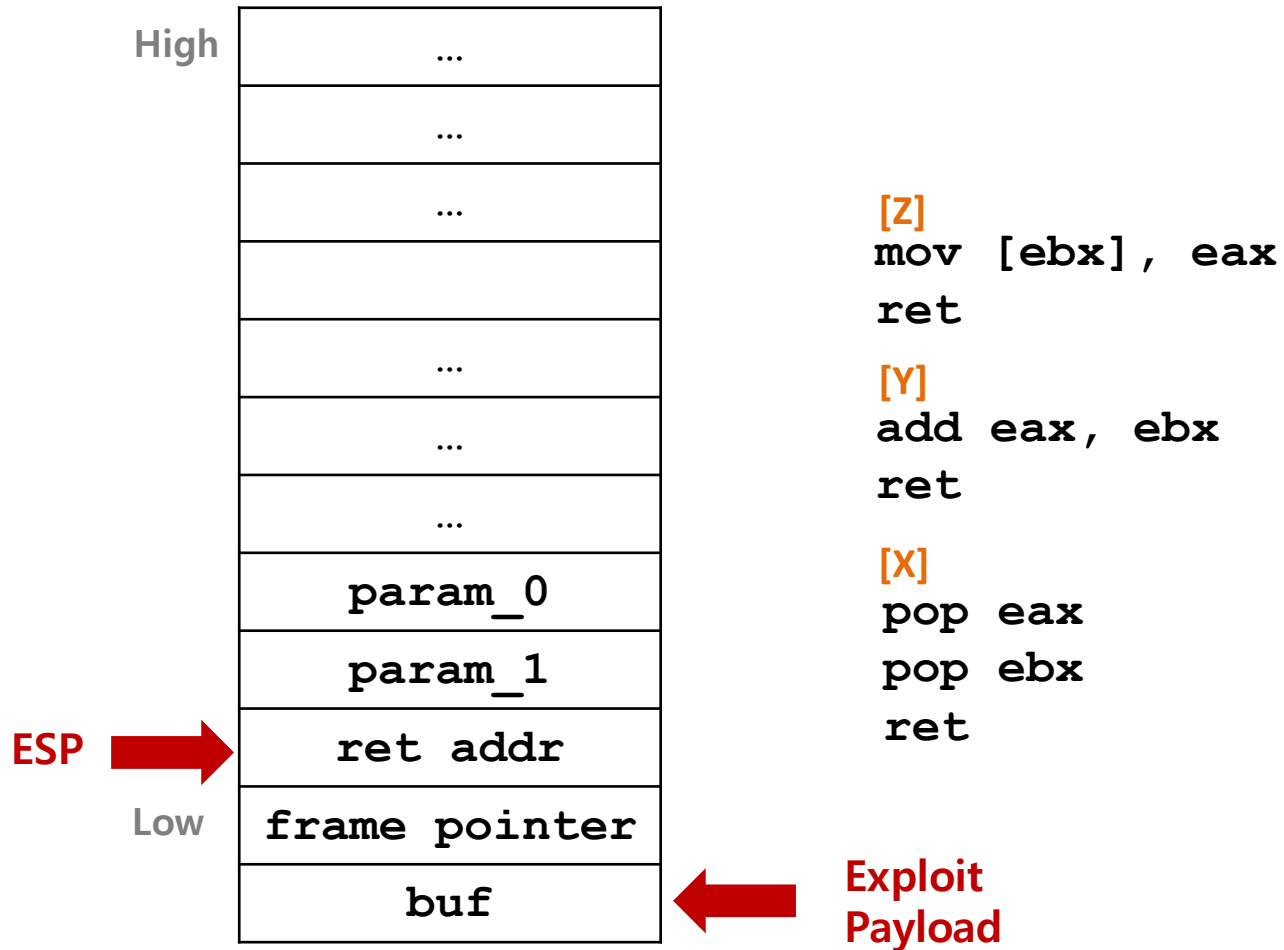 High
…
…
…
…
…
…
param_0
param_1
ESP
ret addr
Low
frame pointer
buf
[Z]
mov [ebx], eax
ret
[Y]
add eax, ebx
ret
[X]
pop eax
pop ebx
ret
Exploit
Payload